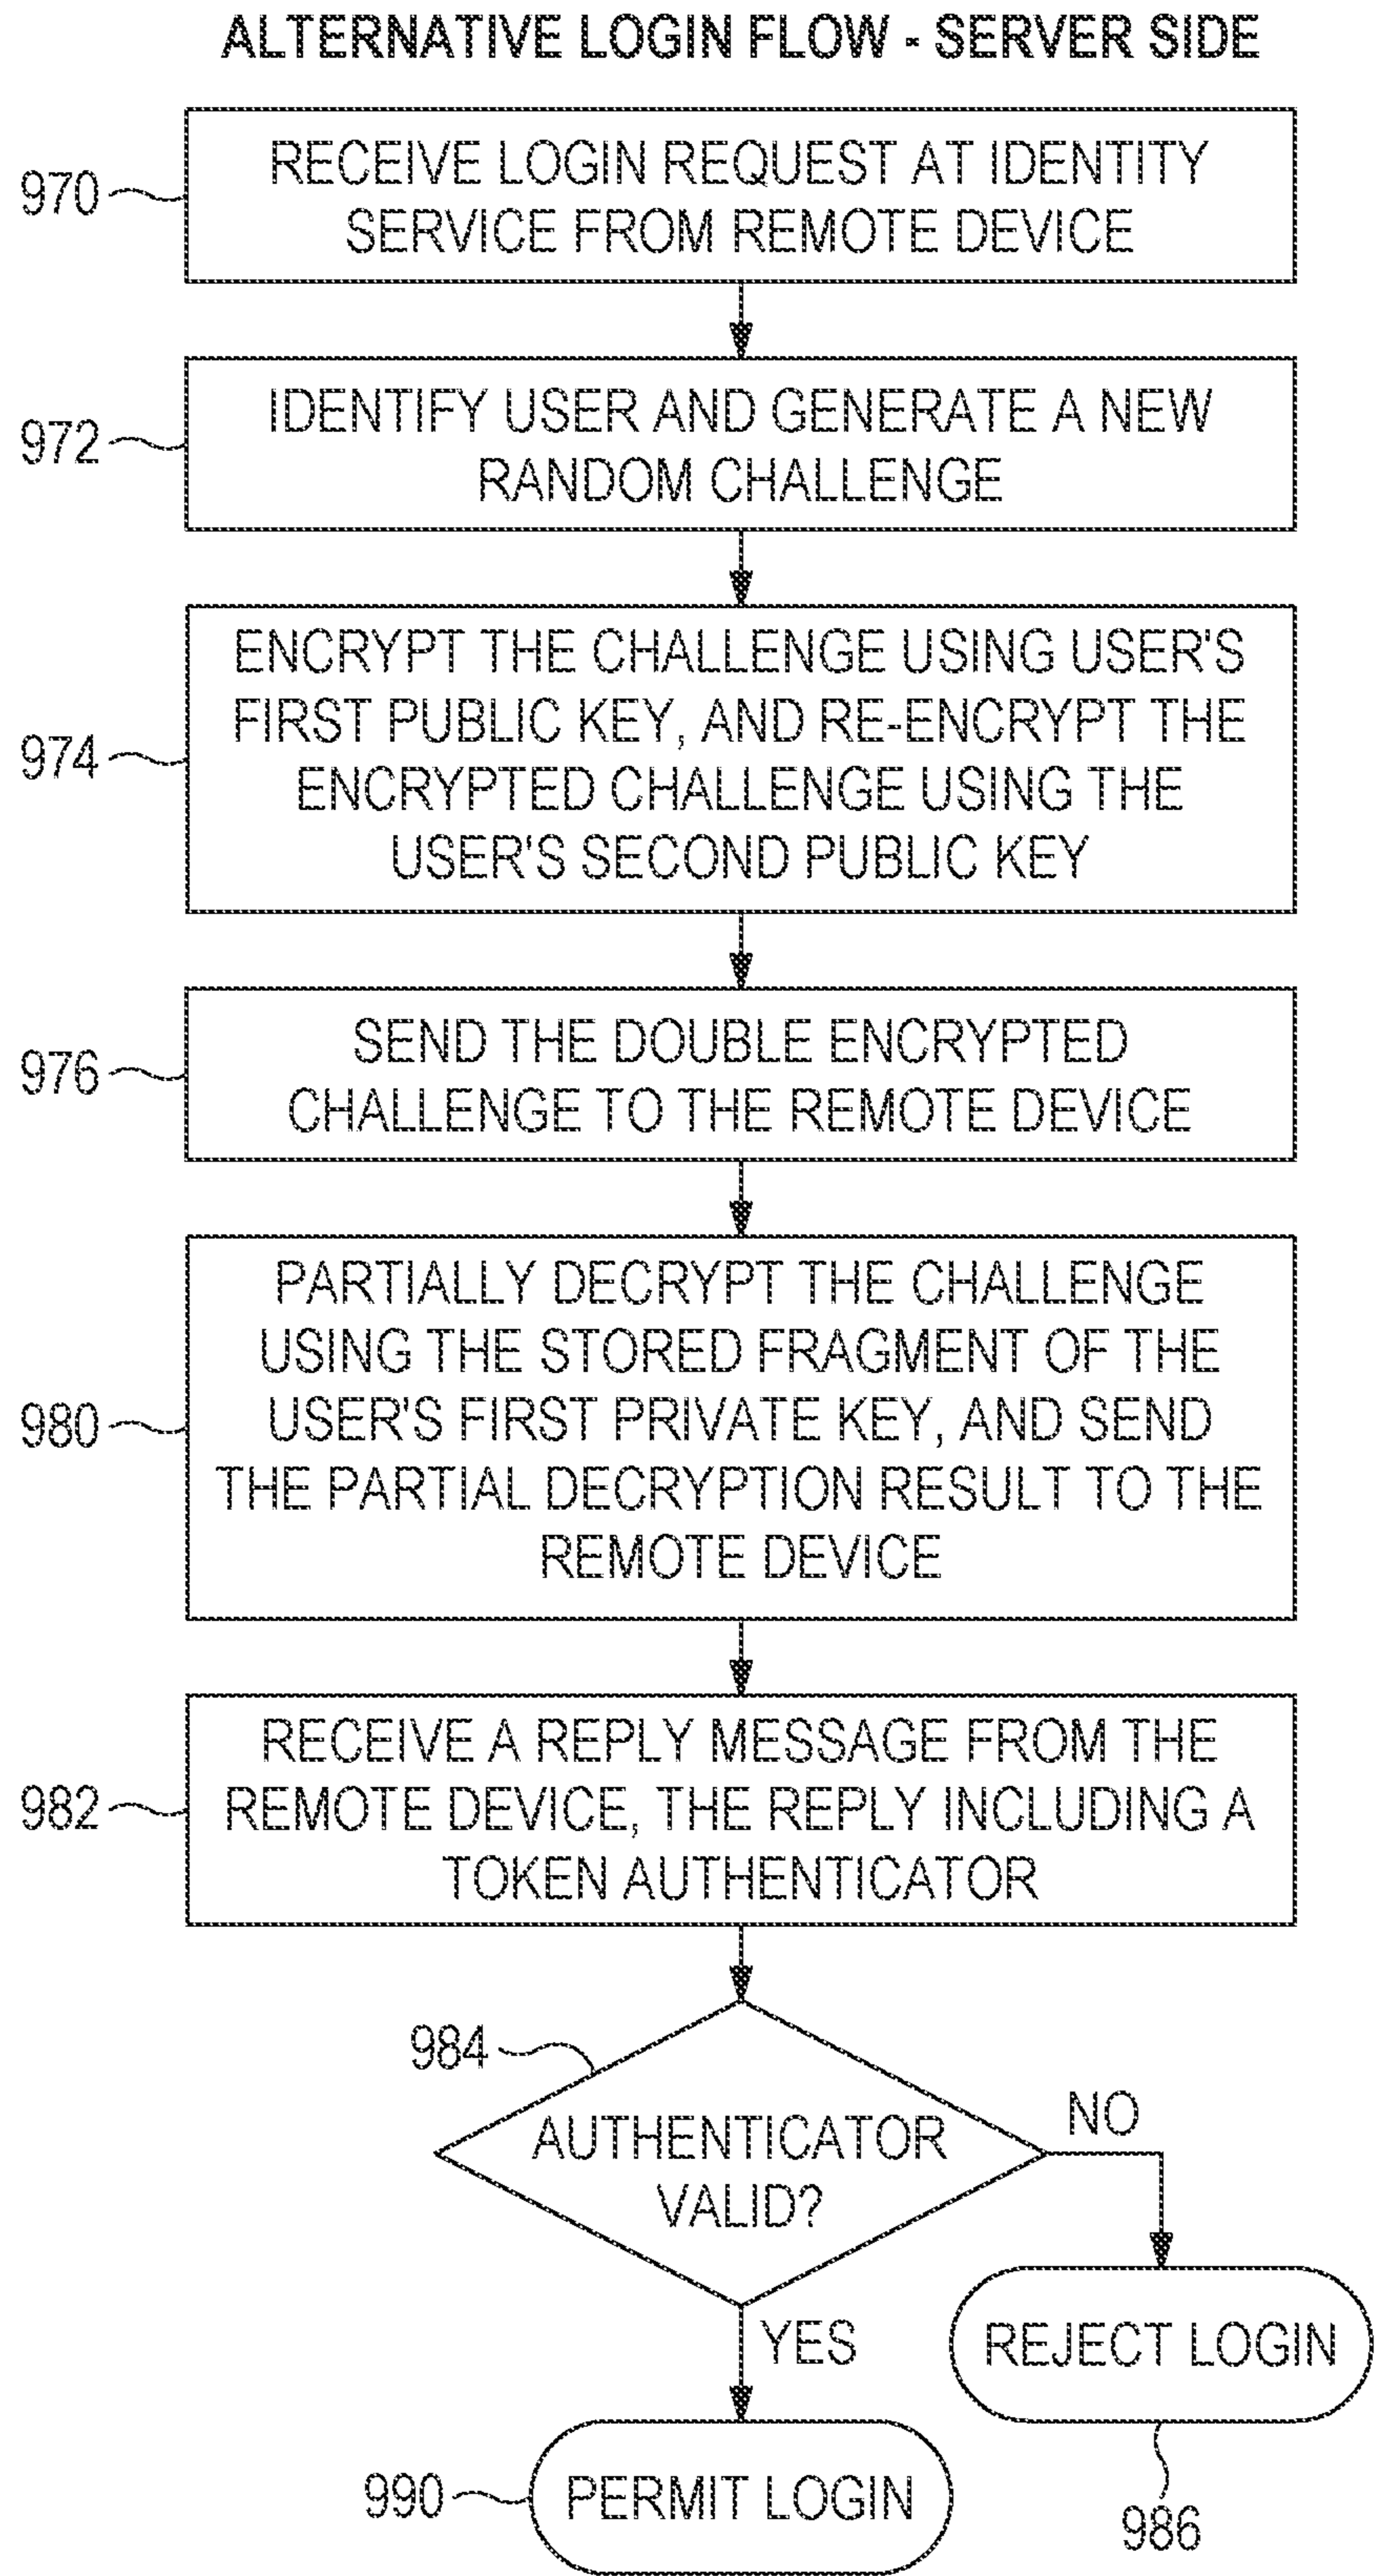 ALTERNATIVE LOGIN FLOW - SERVER SIDE
970
RECEIVE LOGIN REQUEST AT IDENTITY
SERVICE FROM REMOTE DEVICE
972
IDENTIFY USER AND GENERATE A NEW
RANDOM CHALLENGE
974
ENCRYPT THE CHALLENGE USING USER'S
FIRST PUBLIC KEY, AND RE-ENCRYPT THE
ENCRYPTED CHALLENGE USING THE
USER'S SECOND PUBLIC KEY
976
SEND THE DOUBLE ENCRYPTED
CHALLENGE TO THE REMOTE DEVICE
980
PARTIALLY DECRYPT THE CHALLENGE
USING THE STORED FRAGMENT OF THE
USER'S FIRST PRIVATE KEY, AND SEND
THE PARTIAL DECRYPTION RESULT TO THE
REMOTE DEVICE
982
RECEIVE A REPLY MESSAGE FROM THE
REMOTE DEVICE, THE REPLY INCLUDING A
TOKEN AUTHENTICATOR
984
AUTHENTICATOR
VALID?
NO
YES
REJECT LOGIN
986
990
PERMIT LOGIN